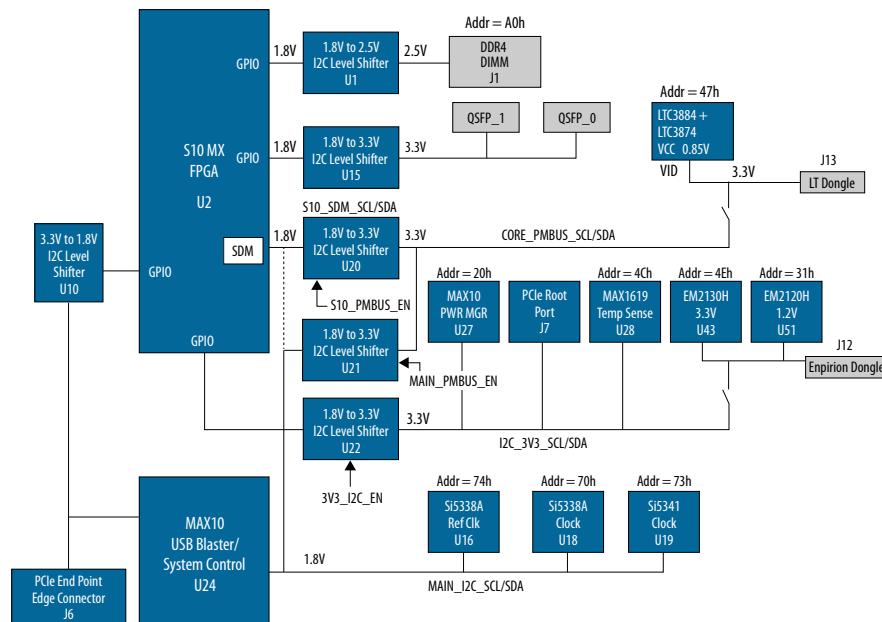 Addr = A0h
1.8V
1.8V to 2.5V
I2C Level Shifter
U1
2.5V
DDR4
DIMM
J1
GPIO
Addr = 47h
LTC3884 +
LTC3874
VCC 0.85V
VID
3.3V
J13
LT Dongle
QSFP_1
QSFP_0
S10 MX
FPGA
U2
GPIO
1.8V
1.8V to 3.3V
I2C Level Shifter
U15
3.3V
S10_SDM_SCL/SDA
SDM
1.8V
1.8V to 3.3V
I2C Level Shifter
U20
3.3V
CORE_PMBUS_SCL/SDA
S10_PMBUS_EN
3.3V to 1.8V
I2C Level
Shifter
U10
GPIO
GPIO
Addr = 20h
MAX10
PWR MGR
U27
PCIe Root
Port
J7
Addr = 4Ch
MAX1619
Temp Sense
U28
Addr = 4Eh
EM2130H
3.3V
U43
Addr = 31h
EM2120H
1.2V
U51
J12
Enpirion Dongle
1.8V to 3.3V
I2C Level Shifter
U21
MAIN_PMBUS_EN
1.8V to 3.3V
I2C Level Shifter
U22
3.3V
I2C_3V3_SCL/SDA
3V3_I2C_EN
MAX10
USB Blaster/
System Control
U24
Addr = 74h
Si5338A
Ref Clk
U16
Addr = 70h
Si5338A
Clock
U18
Addr = 73h
Si5341
Clock
U19
1.8V
MAIN_I2C_SCL/SDA
PCIe End Point
Edge Connector
J6